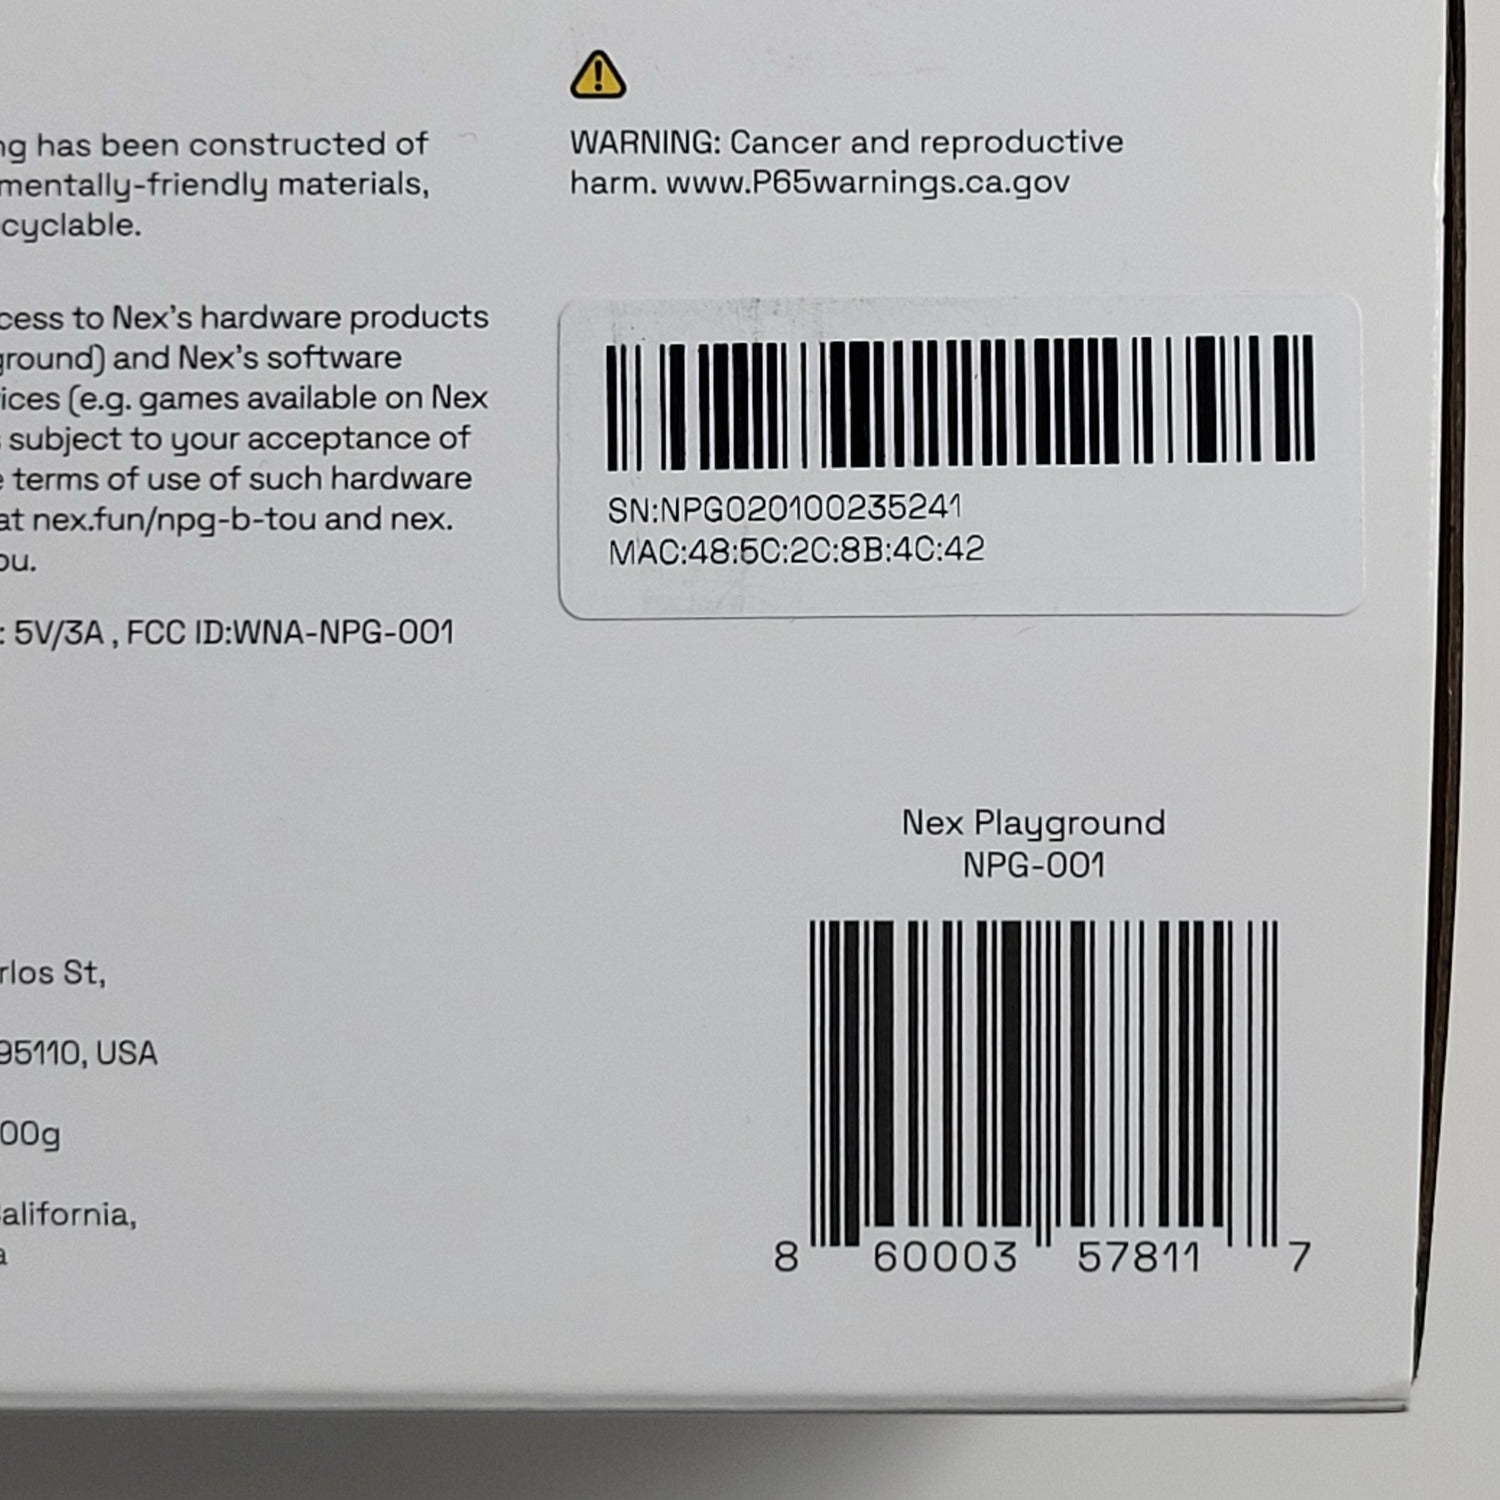 ng has been constructed of
mentally-friendly materials,
cyclable.
cess to Nex's hardware products
ground) and Nex's software
ices (e.g. games available on Nex
s subject to your acceptance of
e terms of use of such hardware
at nex.fun/npg-b-tou and nex.
ou.
: 5V/3A , FCC ID:WNA-NPG-001
rlos St,
95110, USA
00g
alifornia,
a
WARNING: Cancer and reproductive
harm. www.P65warnings.ca.gov
SN:NPG020100235241
MAC:48:5C:2C:8B:4C:42
Nex Playground
NPG-001
8 60003 57811 7